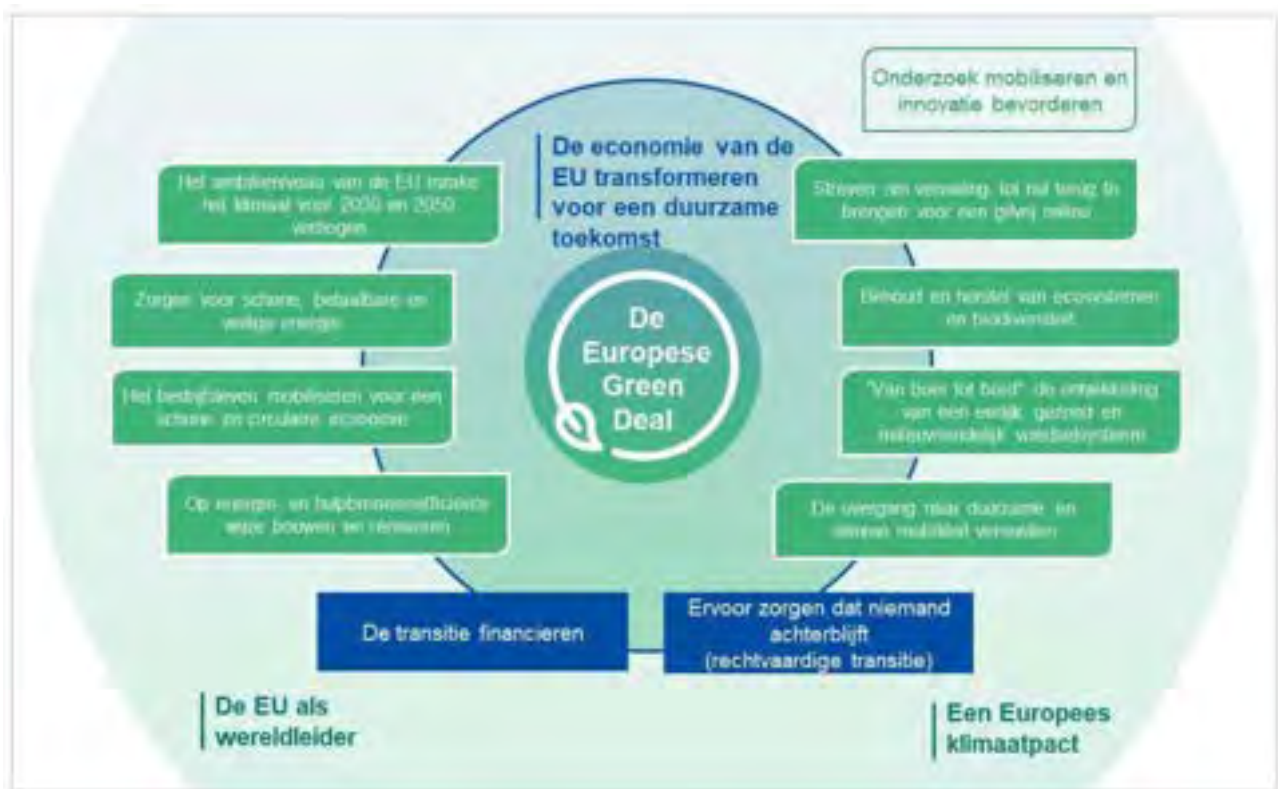 Onderzoek mobiliseren en
innovatie bevorderen
De economie van de
EU transformeren
voor een duurzame
toekomst
Het ambitieniveau van de EU inzake
het klimaat voor 2030 en 2050
verhogen
Streven om vervuiling tot nul terug te
brengen voor een gifvrij milieu
Zorgen voor schone, betaalbare en
veilige energie
Behoud en herstel van ecosystemen
en biodiversiteit
De
Europese
Green
Deal
Het bedrijfsleven mobiliseren voor een
schone en circulaire economie
"Van boer tot bord": de ontwikkeling
van een eerlijk, gezond en
milieuvriendelijk voedselsysteem
Op energie- en hulpbronnenefficiënte
wijze bouwen en renoveren
De overgang naar duurzame en
slimme mobiliteit versnellen
De transitie financieren
Ervoor zorgen dat niemand
achterblijft
(rechtvaardige transitie)
De EU als
wereldleider
Een Europees
klimaatpact